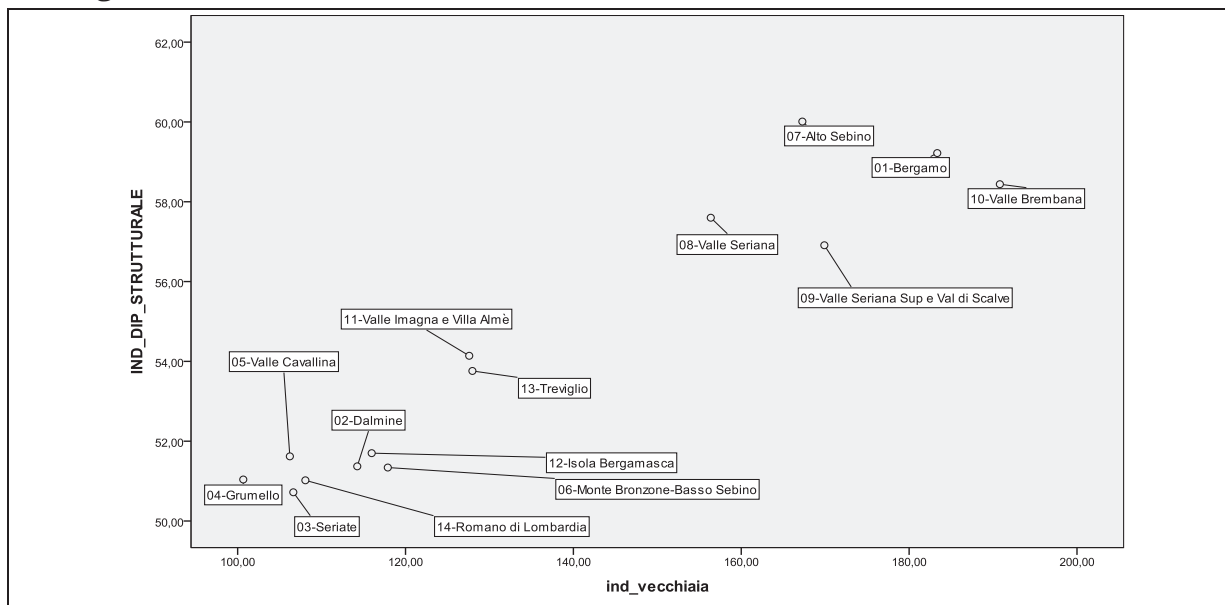 62,00
60,00
07-Alto Sebino
01-Bergamo
10-Valle Brembana
58,00
08-Valle Seriana
56,00
09-Valle Seriana Sup e Val di Scalve
11-Valle Imagna e Villa Almè
IND_DIP_STRUTTURALE
54,00
05-Valle Cavallina
13-Treviglio
02-Dalmine
52,00
12-Isola Bergamasca
06-Monte Bronzone-Basso Sebino
04-Grumello
03-Seriate
14-Romano di Lombardia
50,00
100,00 120,00 140,00 160,00 180,00 200,00
ind_vecchiaia